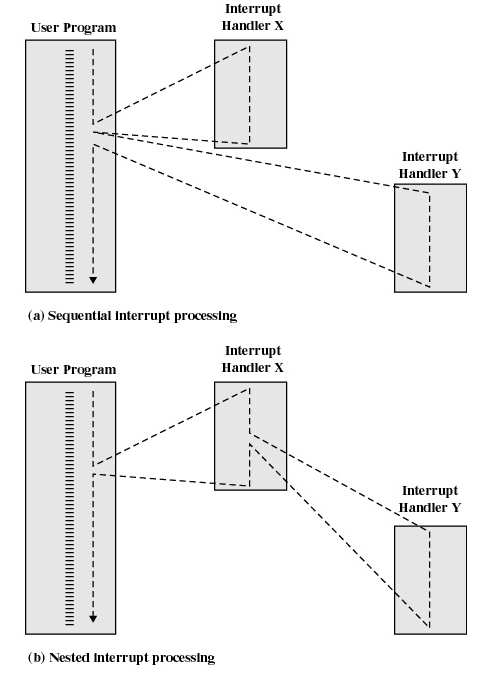 User Program
Interrupt
Handler X
Interrupt
Handler Y
(a) Sequential interrupt processing
User Program
Interrupt
Handler X
Interrupt
Handler Y
(b) Nested interrupt processing